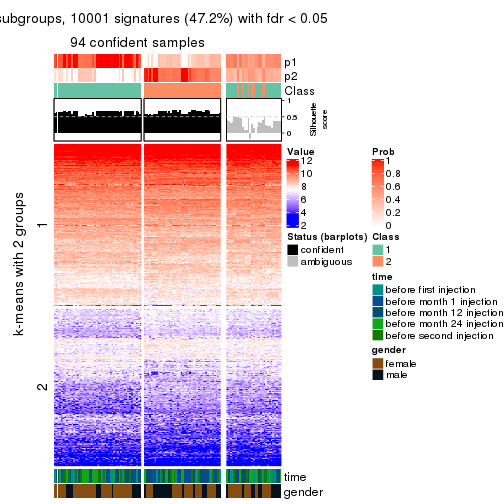 subgroups, 10001 signatures (47.2%) with fdr < 0.05
94 confident samples
p1
p2
Class
1
0.5
0
Silhouette
score
k-means with 2 groups
1
2
Value
12
10
8
6
4
2
Prob
1
0.8
0.6
0.4
0.2
0
Status (barplots)
confident
ambiguous
Class
1
2
time
before first injection
before month 1 injection
before month 12 injection
before month 24 injection
before second injection
gender
female
male
time
gender